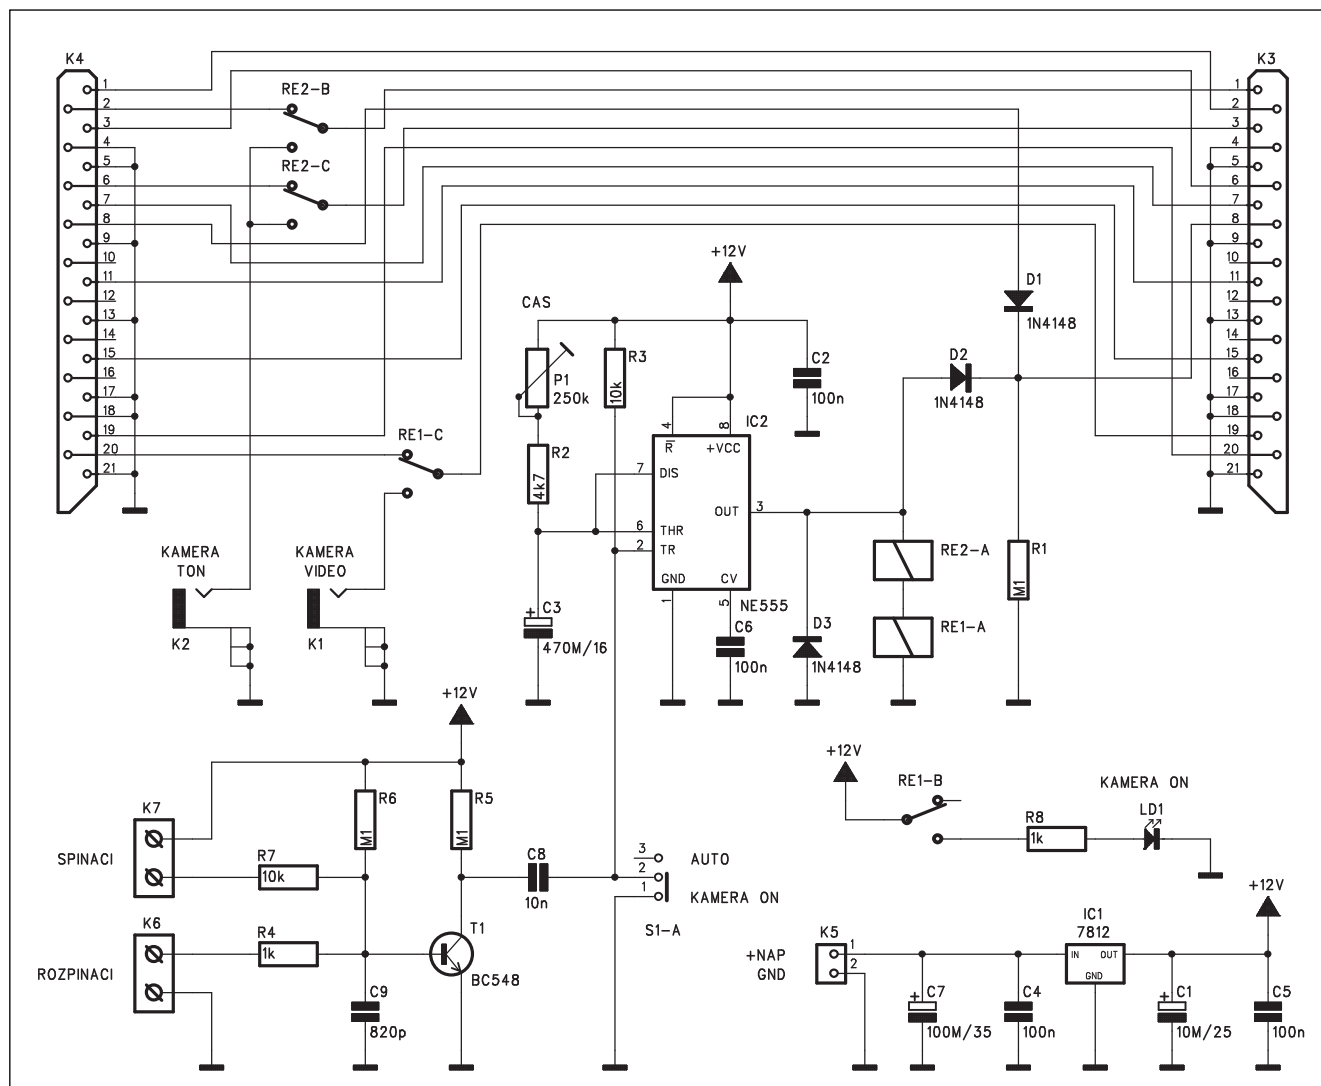 K4
K3
1
2
3
4
5
6
7
8
9
10
11
12
13
14
15
16
17
18
19
20
21
RE2-B
RE2-C
RE1-C
1
2
3
4
5
6
7
8
9
10
11
12
13
14
15
16
17
18
19
20
21
+12V
CAS
P1
250k
R3
10k
R2
4k7
C2
100n
D1
1N4148
D2
1N4148
IC2
4
8
R
+VCC
7
DIS
OUT
3
6
THR
2
TR
GND
CV
1
5
NE555
RE2-A
RE1-A
R1
M1
KAMERA
TON
K2
KAMERA
VIDEO
K1
C3
+
470M/16
C6
100n
D3
1N4148
+12V
K7
SPINACI
R7
10k
R6
M1
R5
M1
C8
10n
3
2
1
AUTO
KAMERA ON
S1-A
K6
ROZPINACI
R4
1k
T1
BC548
C9
820p
+12V
RE1-B
R8
1k
KAMERA ON
LD1
+12V
K5
+NAP
GND
1
2
IC1
7812
IN
OUT
GND
+
C7
100M/35
C4
100n
+
C1
10M/25
C5
100n